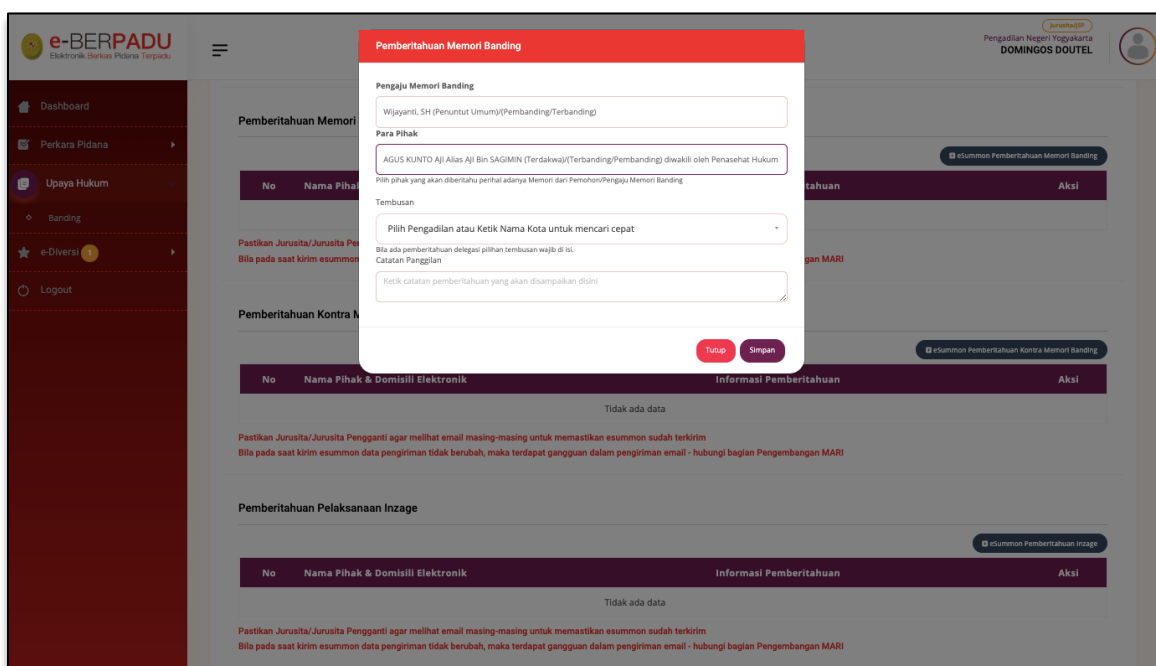 e-BERPADU
Elektronik Berkas Pidana Terpadu
Jurusita/JSP
Pengadilan Negeri Yogyakarta
DOMINGOS DOUTEL
Dashboard
Perkara Pidana
Upaya Hukum
Banding
e-Diversi 1
Logout
Pemberitahuan Memori Banding
Pengaju Memori Banding
Wijayanti, SH (Penuntut Umum)/(Pembanding/Terbanding)
Para Pihak
AGUS KUNTO AJI Alias AJI Bin SAGIMIN (Terdakwa)/(Terbanding/Pembanding) diwakili oleh Penasehat Hukum
Pilih pihak yang akan diberitahu perihal adanya Memori dari Pemohon/Pengaju Memori Banding
Tembusan
Pilih Pengadilan atau Ketik Nama Kota untuk mencari cepat
Bila ada pemberitahuan delegasi pilihan tembusan wajib di isi.
Catatan Panggilan
Ketik catatan pemberitahuan yang akan disampaikan disini
Tutup Simpan
Pemberitahuan Memori
eSummon Pemberitahuan Memori Banding
No Nama Pihak tahuan Aksi
Pastikan Jurusita/Jurusita Pe
Bila pada saat kirim esummon gan MARI
Pemberitahuan Kontra M
eSummon Pemberitahuan Kontra Memori Banding
No Nama Pihak & Domisili Elektronik Informasi Pemberitahuan Aksi
Tidak ada data
Pastikan Jurusita/Jurusita Pengganti agar melihat email masing-masing untuk memastikan esummon sudah terkirim
Bila pada saat kirim esummon data pengiriman tidak berubah, maka terdapat gangguan dalam pengiriman email - hubungi bagian Pengembangan MARI
Pemberitahuan Pelaksanaan Inzage
eSummon Pemberitahuan Inzage
No Nama Pihak & Domisili Elektronik Informasi Pemberitahuan Aksi
Tidak ada data
Pastikan Jurusita/Jurusita Pengganti agar melihat email masing-masing untuk memastikan esummon sudah terkirim
Bila pada saat kirim esummon data pengiriman tidak berubah, maka terdapat gangguan dalam pengiriman email - hubungi bagian Pengembangan MARI